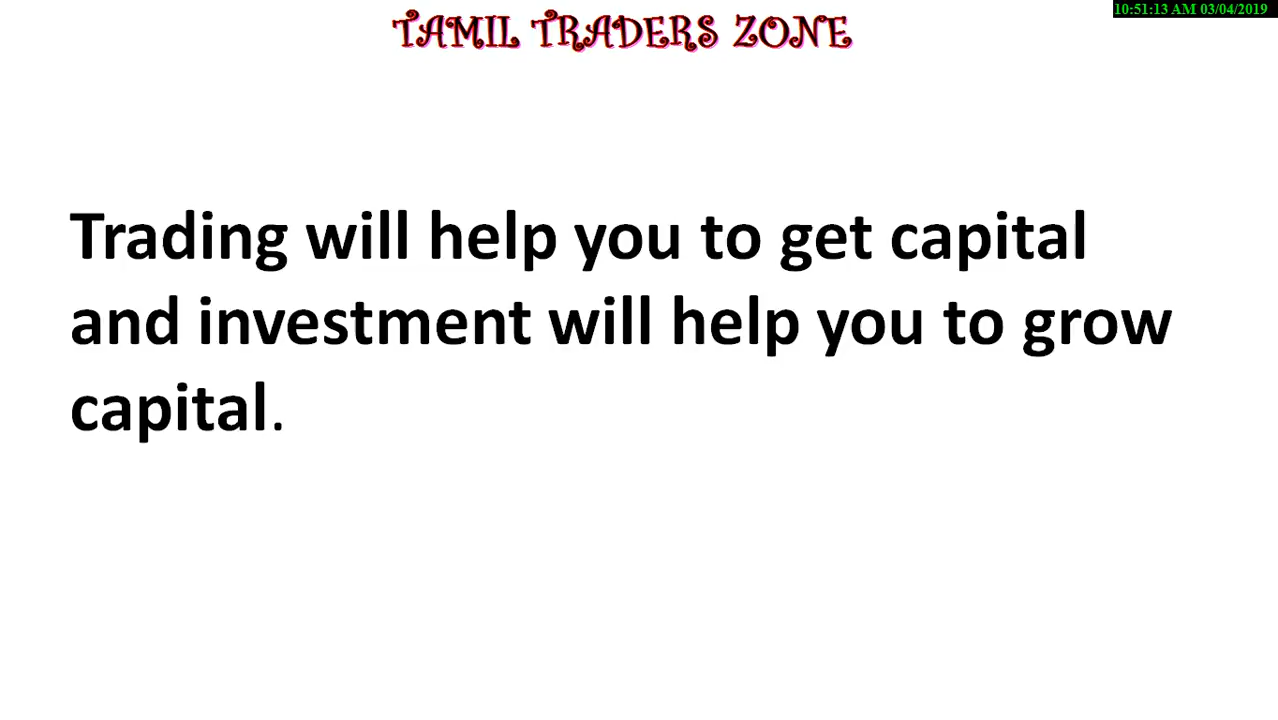 10:51:13 AM 03/04/2019
TAMIL TRADERS ZONE
Trading will help you to get capital
and investment will help you to grow
capital.